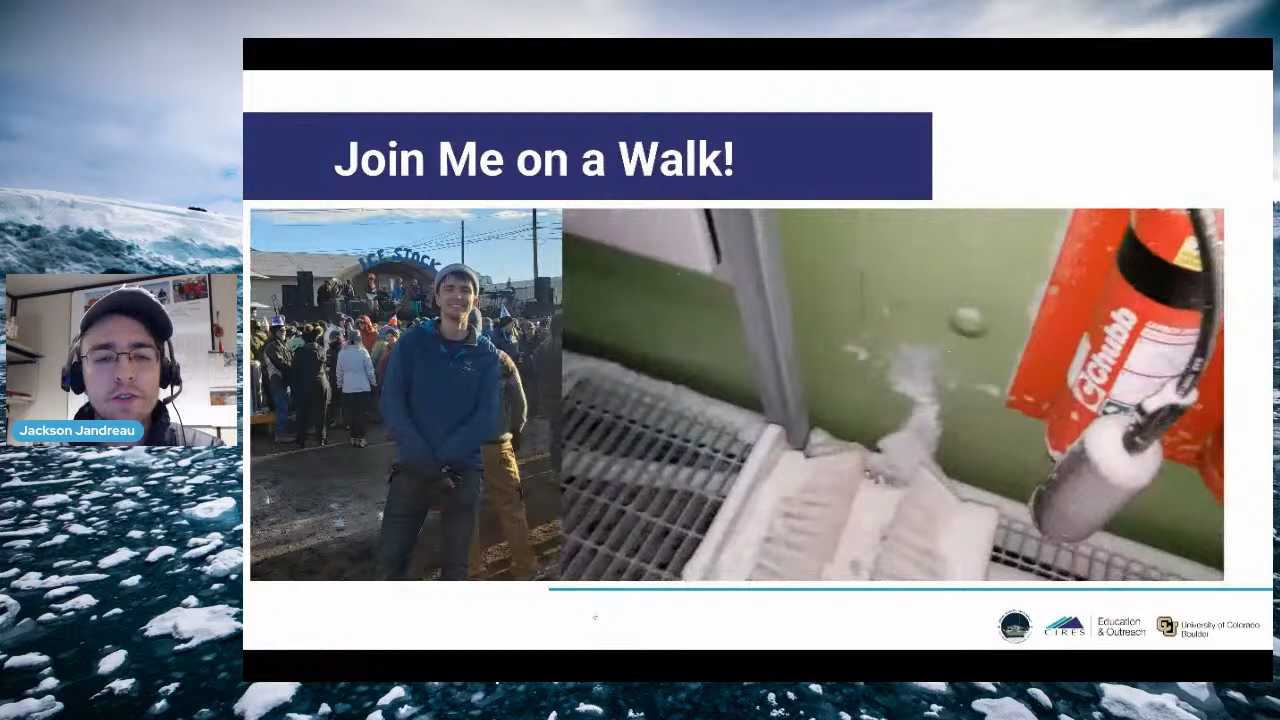 Join Me on a Walk!
ICE STOCK
Chubb
Jackson Jandreau
CIRES
Education
& Outreach
University of Colorado
Boulder